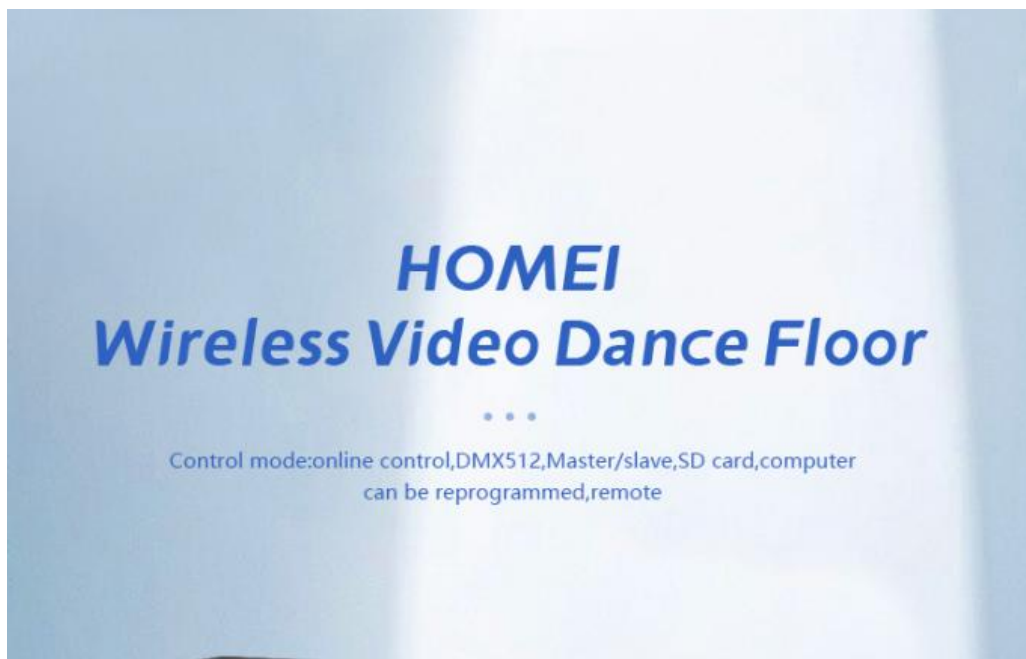 HOMEI
Wireless Video Dance Floor
Control mode:online control,DMX512,Master/slave,SD card,computer
can be reprogrammed,remote